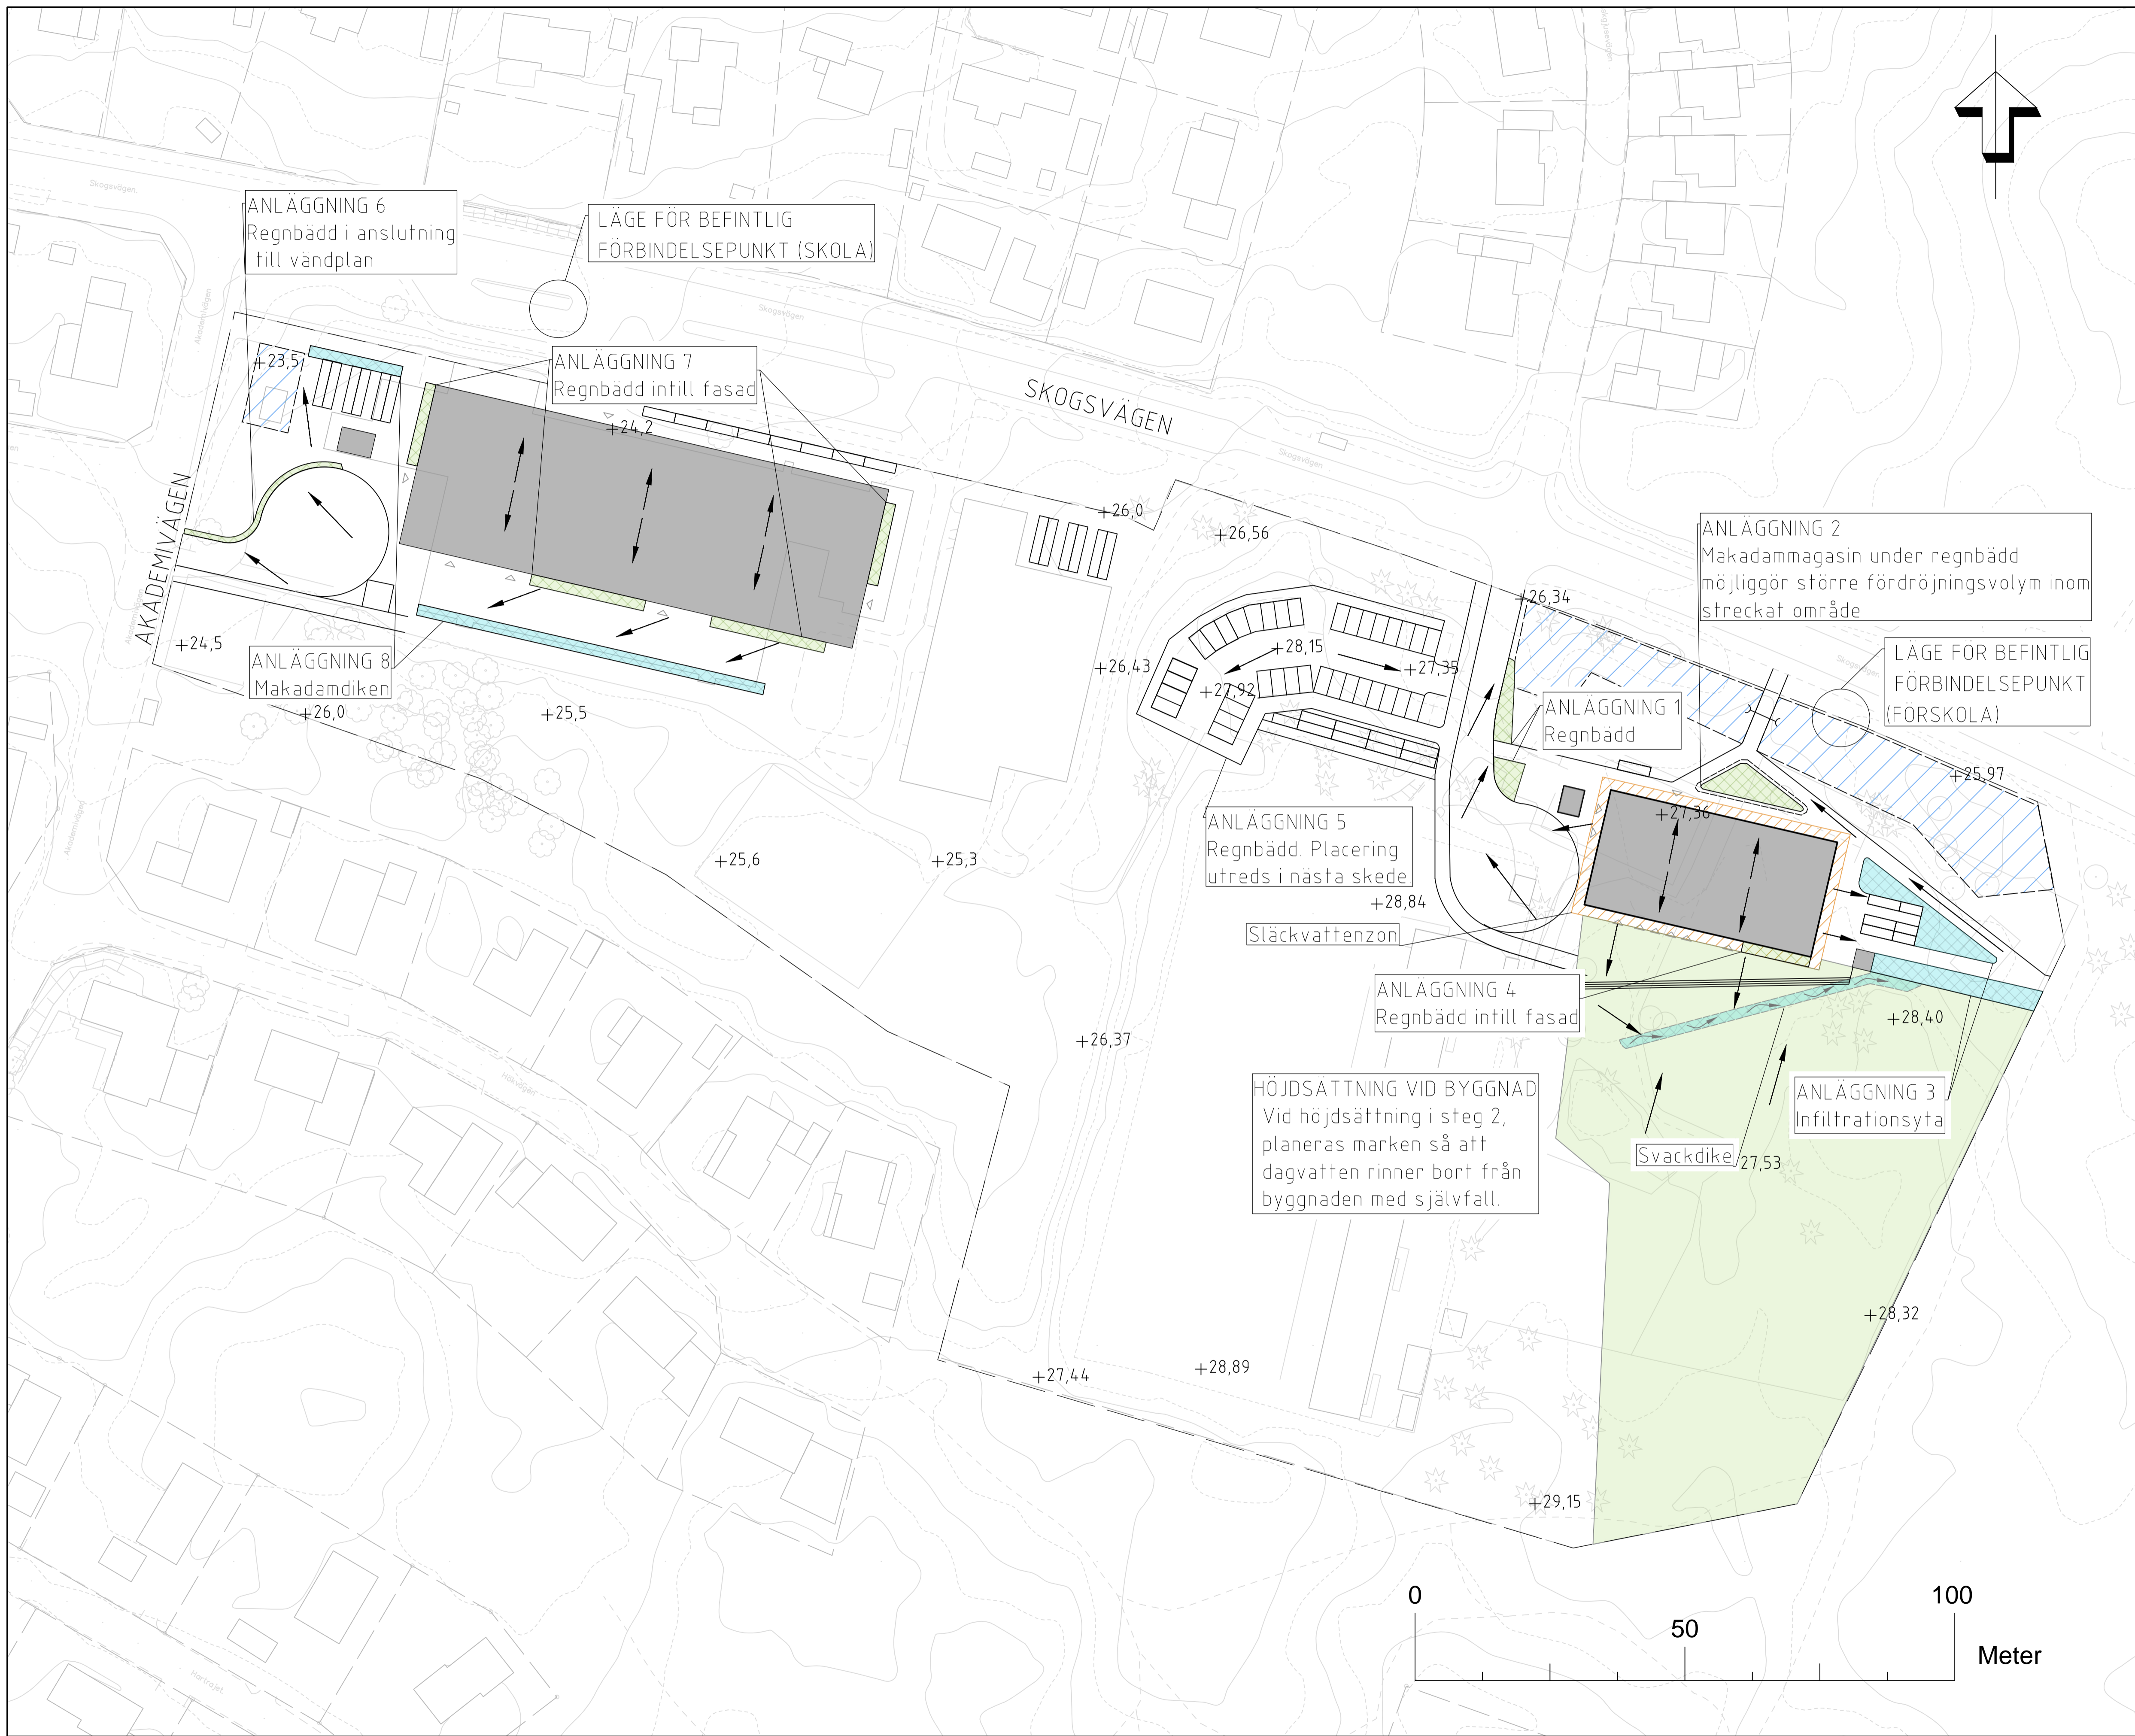 Skogsvägen.
Akademivägen
ANLÄGGNING 6
Regnbädd i anslutning
till vändplan
LÄGE FÖR BEFINTLIG
FÖRBINDELSEPUNKT (SKOLA)
Skogsvägen
+23,5
ANLÄGGNING 7
Regnbädd intill fasad
+24,2
SKOGSVÄGEN
Skogsvägen
AKADEMIVÄGEN
+26,0
+26,56
ANLÄGGNING 2
Makadammagasin under regnbädd
möjliggör större fördröjningsvolym inom
streckat område
+26,34
LÄGE FÖR BEFINTLIG
FÖRBINDELSEPUNKT
(FÖRSKOLA)
+24,5
ANLÄGGNING 8
Makadamdiken
+26,0
+25,5
+26,43
+28,15
+27,35
+27,92
ANLÄGGNING 1
Regnbädd
+25,97
+27,36
ANLÄGGNING 5
Regnbädd. Placering
utreds i nästa skede.
+28,84
+25,6
+25,3
Akademivägen
Släckvattenzon
ANLÄGGNING 4
Regnbädd intill fasad
+28,40
+26,37
HÖJDSÄTTNING VID BYGGNAD
Vid höjdsättning i steg 2,
planeras marken så att
dagvatten rinner bort från
byggnaden med självfall.
ANLÄGGNING 3
Infiltrationsyta
Svackdike
27,53
Hökvägen
+28,32
+27,44
+28,89
+29,15
0
50
100
Meter